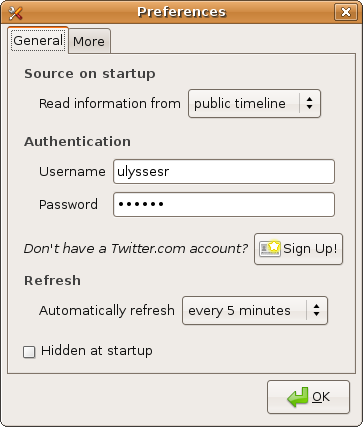 Preferences
General More
Source on startup
Read information from public timeline
Authentication
Username ulyssesr
Password ••••••
Don't have a Twitter.com account? Sign Up!
Refresh
Automatically refresh every 5 minutes
Hidden at startup
OK